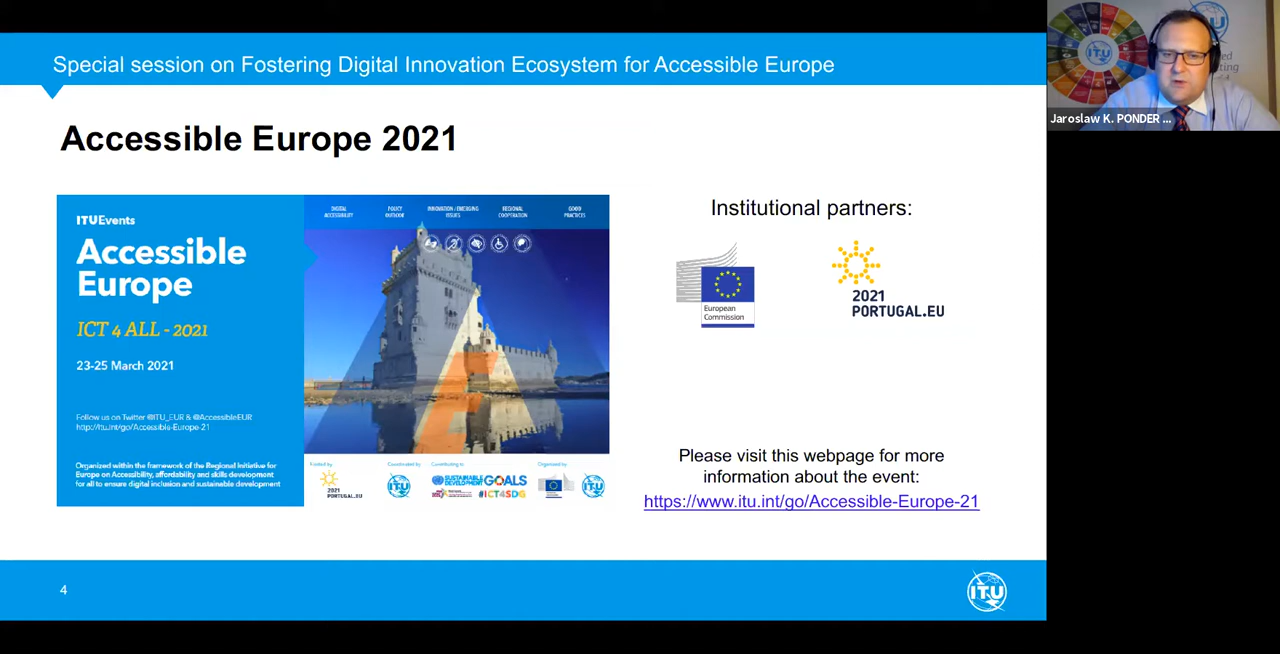 Special session on Fostering Digital Innovation Ecosystem for Accessible Europe
Jaroslaw K. PONDER ...
Accessible Europe 2021
ITUEvents
Accessible
Europe
ICT 4 ALL - 2021
23-25 March 2021
Follow us on Twitter @ITU_EUR & @AccessibleEUR
http://itu.int/go/Accessible-Europe-21
Organized within the framework of the Regional Initiative for
Europe on Accessibility, affordability and skills development
for all to ensure digital inclusion and sustainable development
DIGITAL
ACCESSIBILITY
POLICY
OUTLOOK
INNOVATION / EMERGING
ISSUES
REGIONAL
COOPERATION
GOOD
PRACTICES
2021
PORTUGAL.EU
SUSTAINABLE
DEVELOPMENT
GOALS
#ICT4SDG
Institutional partners:
European
Commission
2021
PORTUGAL.EU
Please visit this webpage for more
information about the event:
https://www.itu.int/go/Accessible-Europe-21
4
ITU
ITU